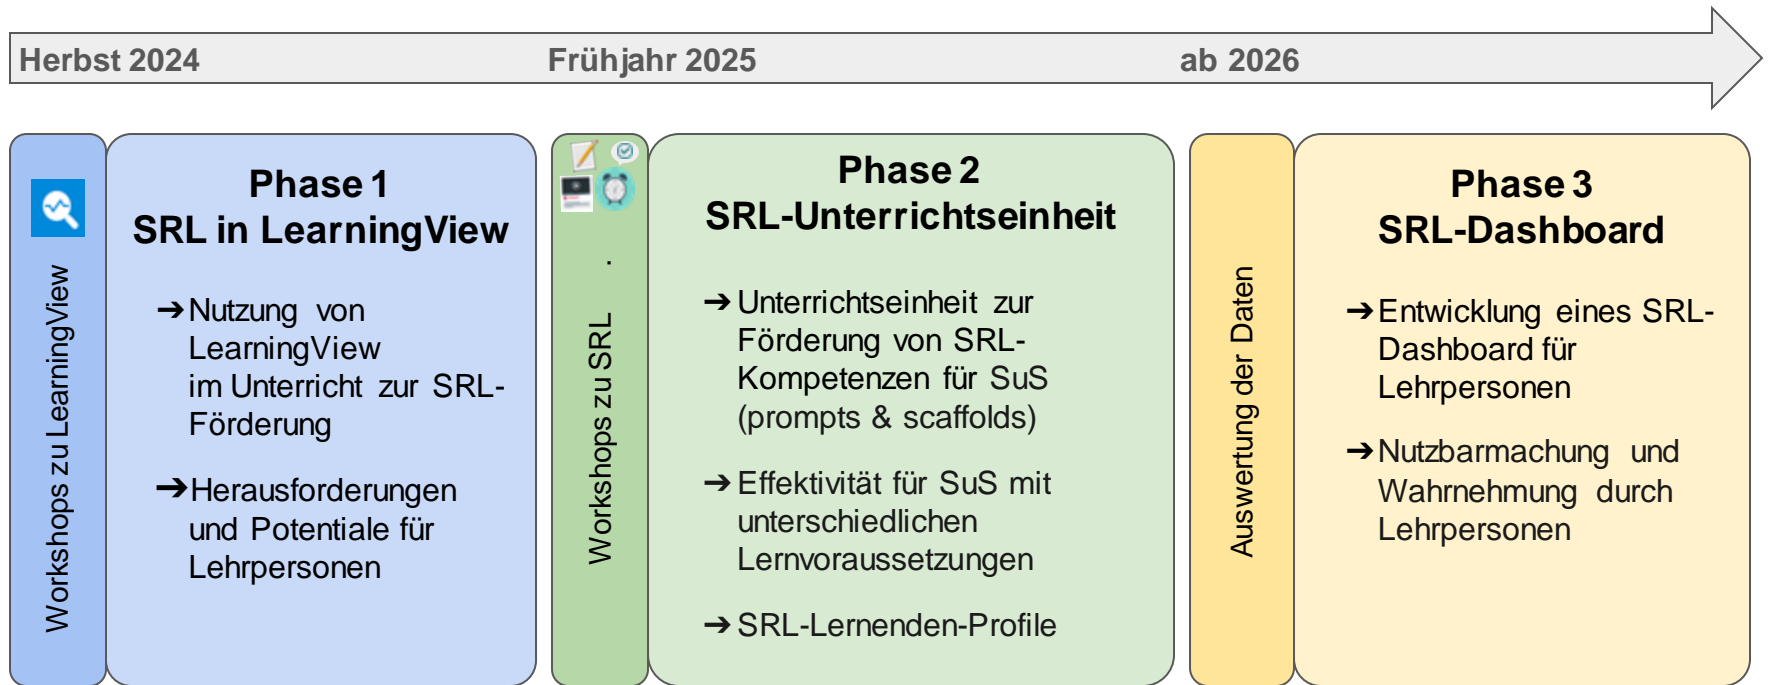 Herbst 2024
Frühjahr 2025
ab 2026
Workshops zu LearningView
Phase 1
SRL in LearningView
➔ Nutzung von
LearningView
im Unterricht zur SRL-
Förderung
➔ Herausforderungen
und Potentiale für
Lehrpersonen
Workshops zu SRL .
Phase 2
SRL-Unterrichtseinheit
➔ Unterrichtseinheit zur
Förderung von SRL-
Kompetenzen für SuS
(prompts & scaffolds)
➔ Effektivität für SuS mit
unterschiedlichen
Lernvoraussetzungen
➔ SRL-Lernenden-Profile
Auswertung der Daten
Phase 3
SRL-Dashboard
➔ Entwicklung eines SRL-
Dashboard für
Lehrpersonen
➔ Nutzbarmachung und
Wahrnehmung durch
Lehrpersonen